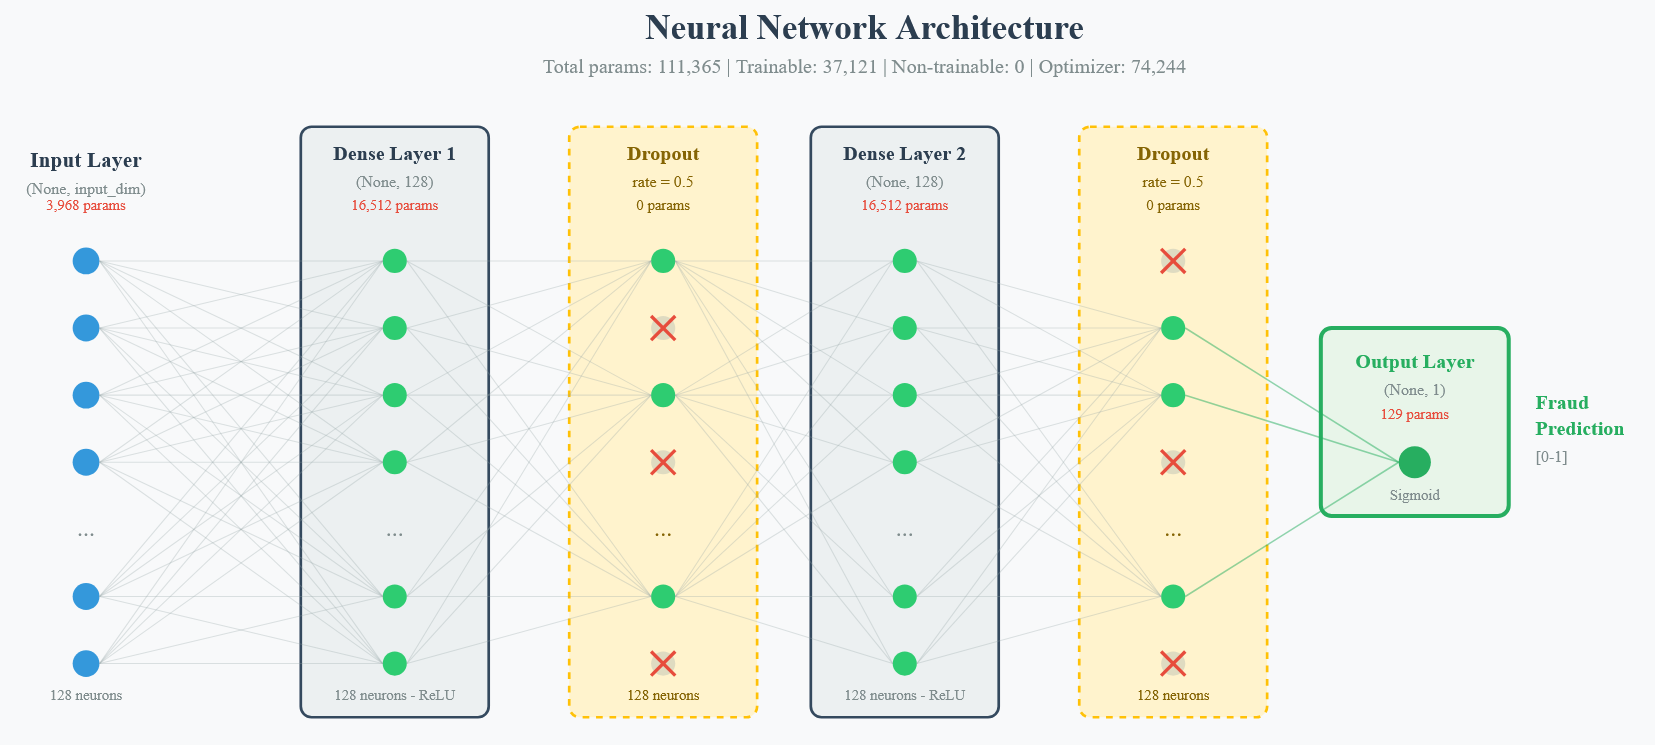 Neural Network Architecture
Total params: 111,365 | Trainable: 37,121 | Non-trainable: 0 | Optimizer: 74,244
Input Layer
(None, input_dim)
3,968 params
...
128 neurons
Dense Layer 1
(None, 128)
16,512 params
...
128 neurons - ReLU
Dropout
rate = 0.5
0 params
...
128 neurons
Dense Layer 2
(None, 128)
16,512 params
...
128 neurons - ReLU
Dropout
rate = 0.5
0 params
...
128 neurons
Output Layer
(None, 1)
129 params
Sigmoid
Fraud
Prediction
[0-1]